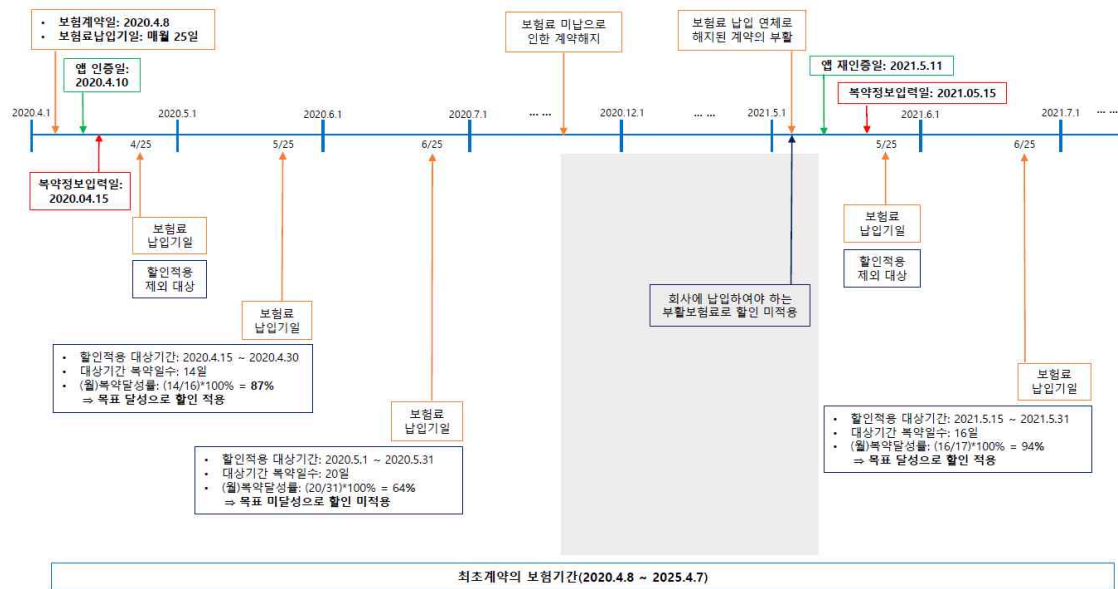 • 보험계약일: 2020.4.8
• 보험료납입기일: 매월 25일
앱 인증일:
2020.4.10
보험료 미납으로
인한 계약해지
보험료 납입 연체로
해지된 계약의 부활
앱 재인증일: 2021.5.11
복약정보입력일: 2021.05.15
2020.4.1
2020.5.1
2020.6.1
2020.7.1
... ...
2020.12.1
... ...
2021.5.1
2021.6.1
2021.7.1
... ...
4/25
5/25
6/25
5/25
6/25
복약정보입력일:
2020.04.15
보험료
납입기일
할인적용
제외 대상
보험료
납입기일
• 할인적용 대상기간: 2020.4.15 ~ 2020.4.30
• 대상기간 복약일수: 14일
• (월)복약달성률: (14/16)*100% = 87%
⇒ 목표 달성으로 할인 적용
보험료
납입기일
• 할인적용 대상기간: 2020.5.1 ~ 2020.5.31
• 대상기간 복약일수: 20일
• (월)복약달성률: (20/31)*100% = 64%
⇒ 목표 미달성으로 할인 미적용
회사에 납입하여야 하는
부활보험료로 할인 미적용
보험료
납입기일
할인적용
제외 대상
보험료
납입기일
• 할인적용 대상기간: 2021.5.15 ~ 2021.5.31
• 대상기간 복약일수: 16일
• (월)복약달성률: (16/17)*100% = 94%
⇒ 목표 달성으로 할인 적용
최초계약의 보험기간(2020.4.8 ~ 2025.4.7)